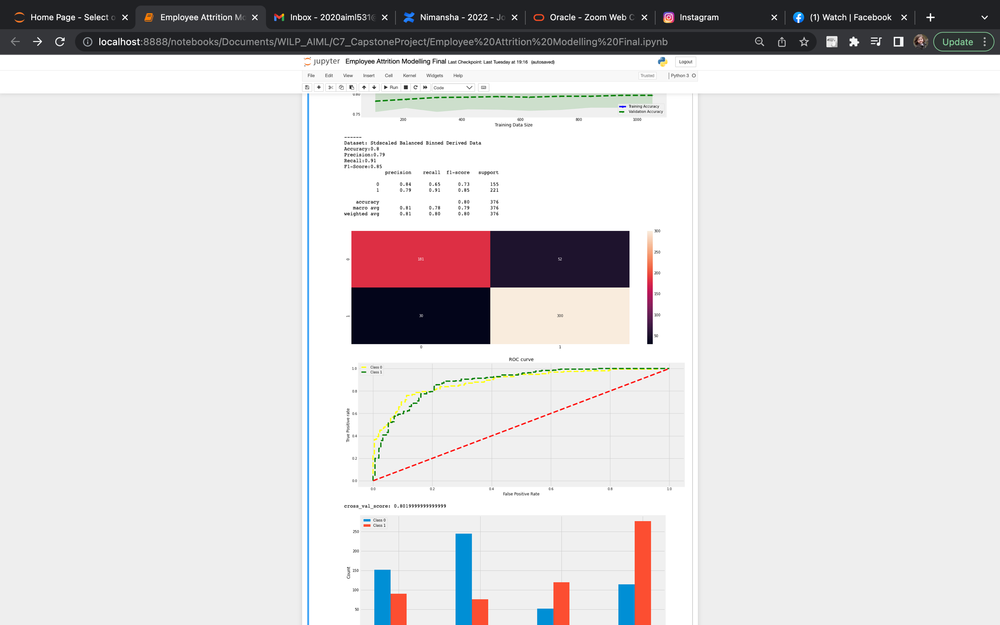 Home Page - Select o
Employee Attrition Mo
Inbox - 2020aiml531@
Nimansha - 2022 - Jo
Oracle - Zoom Web C
Instagram
(1) Watch | Facebook
localhost:8888/notebooks/Documents/WILP_AIML/C7_CapstoneProject/Employee%20Attrition%20Modelling%20Final.ipynb
Update
jupyter Employee Attrition Modelling Final Last Checkpoint: Last Tuesday at 19:16 (autosaved)
Logout
File Edit View Insert Cell Kernel Widgets Help
Trusted
Python 3
Run
Code
0.80
Training Accuracy
Validation Accuracy
0.75
200 400 600 800 1000
Training Data Size
------
Dataset: Stdscaled Balanced Binned Derived Data
Accuracy:0.8
Precision:0.79
Recall:0.91
F1-Score:0.85
precision recall f1-score support
0 0.84 0.65 0.73 155
1 0.79 0.91 0.85 221
accuracy 0.80 376
macro avg 0.81 0.78 0.79 376
weighted avg 0.81 0.80 0.80 376
300
250
200
150
100
50
0
181 52
1
30 300
0 1
ROC curve
Class 0
Class 1
1.0
0.8
0.6
0.4
0.2
0.0
True Positive rate
0.0 0.2 0.4 0.6 0.8 1.0
False Positive Rate
cross_val_score: 0.8019999999999999
Class 0
Class 1
250
200
150
100
50
Count